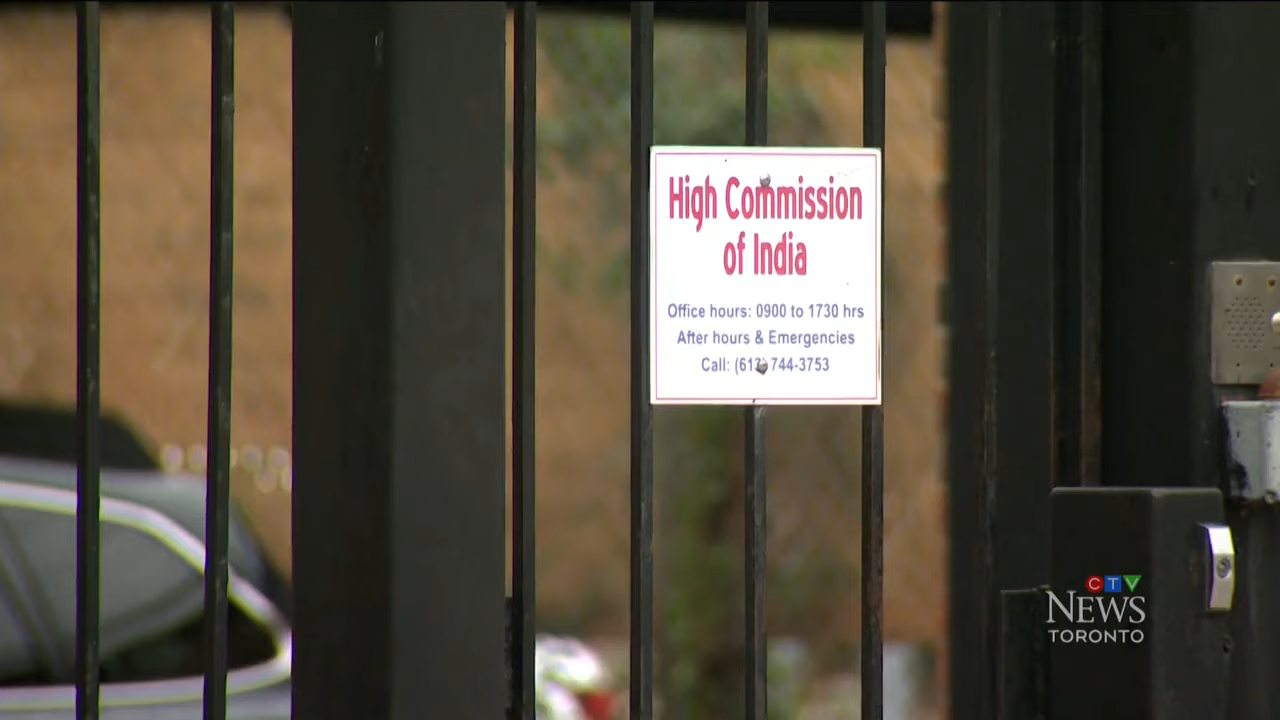 High Commission
of India
Office hours: 0900 to 1730 hrs
After hours & Emergencies
Call: (613) 744-3753
CTV
NEWS
TORONTO